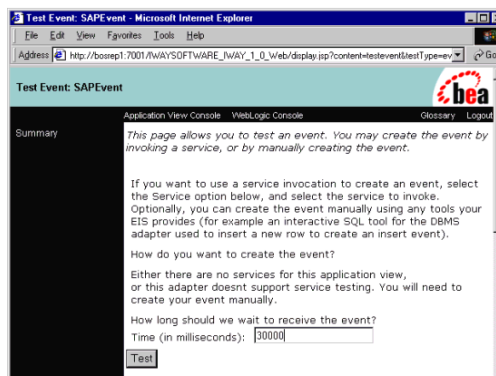 Test Event: SAPEvent - Microsoft Internet Explorer
File Edit View Favorites Tools Help
Address http://bosrep1:7001/IWAYSOFTWARE_IWAY_1_0_Web/display.jsp?content=testevent&testType=ev Go
Test Event: SAPEvent
bea
Application View Console WebLogic Console Glossary Logout
Summary
This page allows you to test an event. You may create the event by
invoking a service, or by manually creating the event.
If you want to use a service invocation to create an event, select
the Service option below, and select the service to invoke.
Optionally, you can create the event manually using any tools your
EIS provides (for example an interactive SQL tool for the DBMS
adapter used to insert a new row to create an insert event).
How do you want to create the event?
Either there are no services for this application view,
or this adapter doesnt support service testing. You will need to
create your event manually.
How long should we wait to receive the event?
Time (in milliseconds): 30000
Test